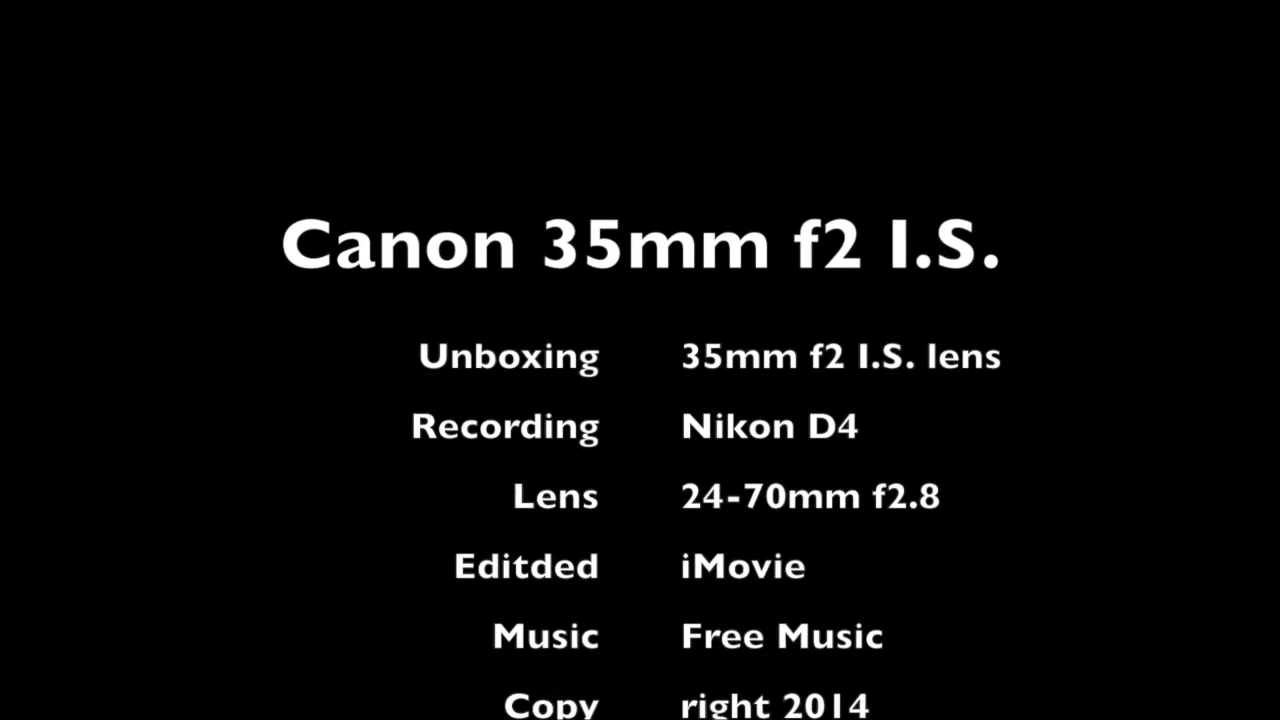 Canon 35mm f2 I.S.
Unboxing 35mm f2 I.S. lens
Recording Nikon D4
Lens 24-70mm f2.8
Editded iMovie
Music Free Music
Copy right 2014